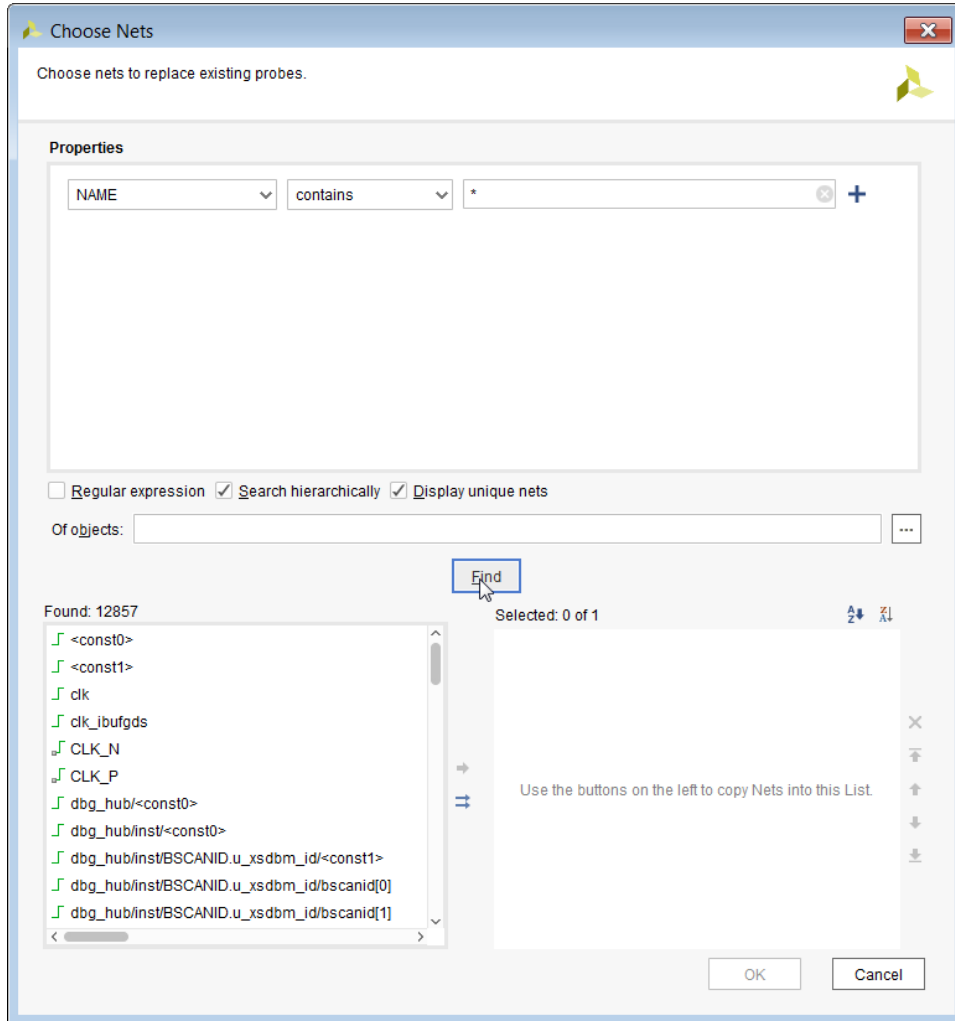 Choose Nets
Choose nets to replace existing probes.
Properties
NAME contains *
Regular expression Search hierarchically Display unique nets
Of objects: ...
Find
Found: 12857
Selected: 0 of 1
<const0>
<const1>
clk
clk_ibufgds
CLK_N
CLK_P
dbg_hub/<const0>
dbg_hub/inst/<const0>
dbg_hub/inst/BSCANID.u_xsdbm_id/<const1>
dbg_hub/inst/BSCANID.u_xsdbm_id/bscanid[0]
dbg_hub/inst/BSCANID.u_xsdbm_id/bscanid[1]
Use the buttons on the left to copy Nets into this List.
OK Cancel